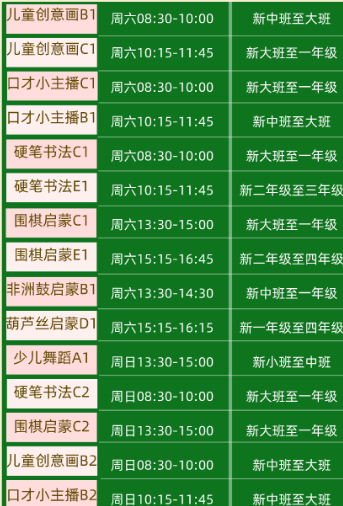 儿童创意画B1 周六08:30-10:00 新中班至大班
儿童创意画C1 周六10:15-11:45 新大班至一年级
口才小主播C1 周六08:30-10:00 新大班至一年级
口才小主播B1 周六10:15-11:45 新中班至大班
硬笔书法C1 周六08:30-10:00 新大班至一年级
硬笔书法E1 周六10:15-11:45 新二年级至三年级
围棋启蒙C1 周六13:30-15:00 新大班至一年级
围棋启蒙E1 周六15:15-16:45 新二年级至四年级
非洲鼓启蒙B1 周六13:30-14:30 新中班至一年级
葫芦丝启蒙D1 周六15:15-16:15 新一年级至四年级
少儿舞蹈A1 周日13:30-15:00 新小班至中班
硬笔书法C2 周日08:30-10:00 新大班至一年级
围棋启蒙C2 周日13:30-15:00 新大班至一年级
儿童创意画B2 周日08:30-10:00 新中班至大班
口才小主播B2 周日10:15-11:45 新中班至大班